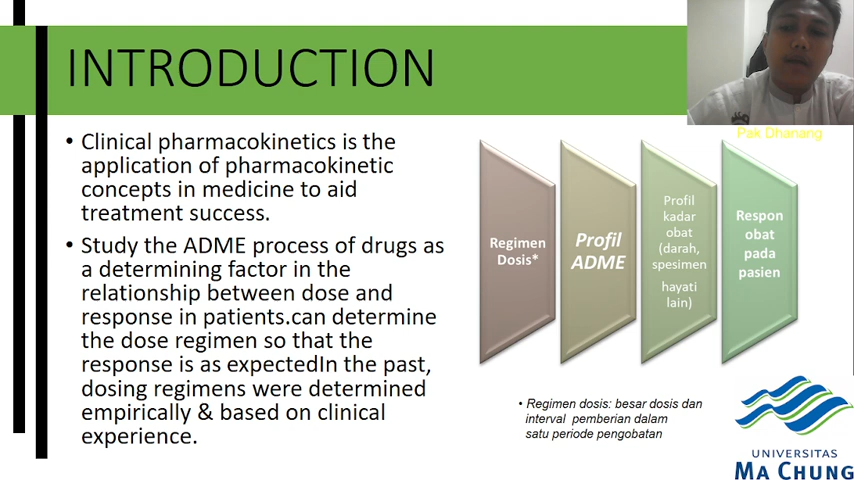 INTRODUCTION
Pak Dhanang
• Clinical pharmacokinetics is the
application of pharmacokinetic
concepts in medicine to aid
treatment success.
• Study the ADME process of drugs as
a determining factor in the
relationship between dose and
response in patients.can determine
the dose regimen so that the
response is as expectedIn the past,
dosing regimens were determined
empirically & based on clinical
experience.
Regimen
Dosis*
Profil
ADME
Profil
kadar
obat
(darah,
spesimen
hayati
lain)
Respon
obat
pada
pasien
• Regimen dosis: besar dosis dan
interval pemberian dalam
satu periode pengobatan
UNIVERSITAS
MA CHUNG